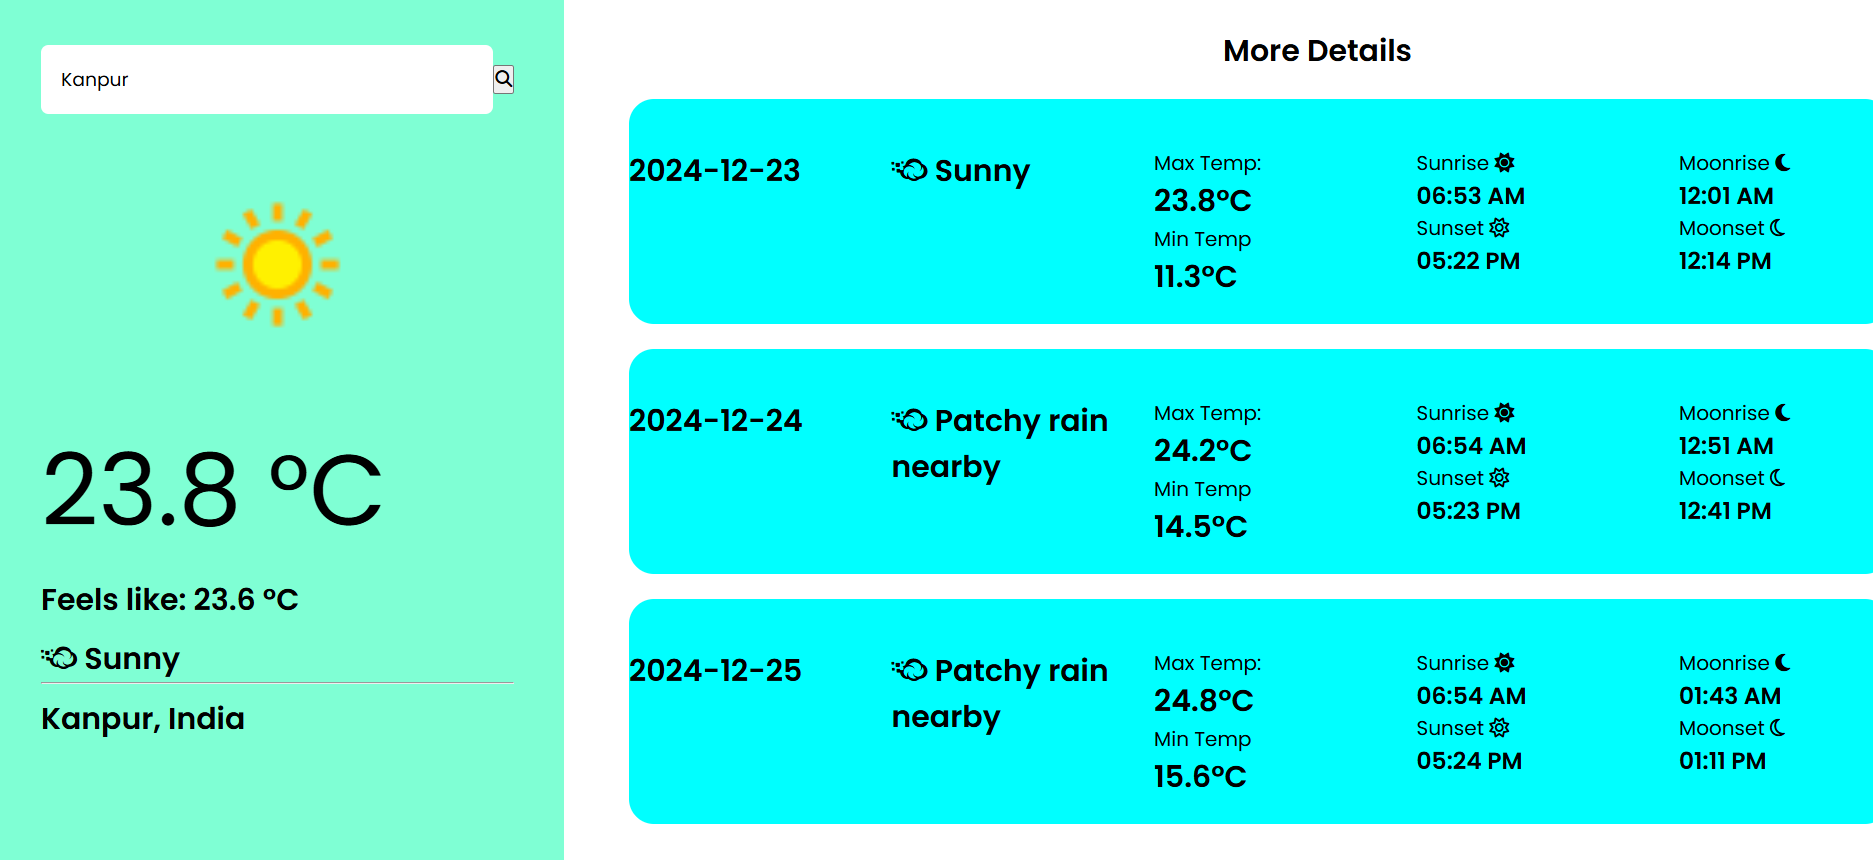 Kanpur
23.8 °C
Feels like: 23.6 °C
Sunny
Kanpur, India
More Details
2024-12-23
Sunny
Max Temp:
23.8°C
Min Temp
11.3°C
Sunrise
06:53 AM
Sunset
05:22 PM
Moonrise
12:01 AM
Moonset
12:14 PM
2024-12-24
Patchy rain
nearby
Max Temp:
24.2°C
Min Temp
14.5°C
Sunrise
06:54 AM
Sunset
05:23 PM
Moonrise
12:51 AM
Moonset
12:41 PM
2024-12-25
Patchy rain
nearby
Max Temp:
24.8°C
Min Temp
15.6°C
Sunrise
06:54 AM
Sunset
05:24 PM
Moonrise
01:43 AM
Moonset
01:11 PM